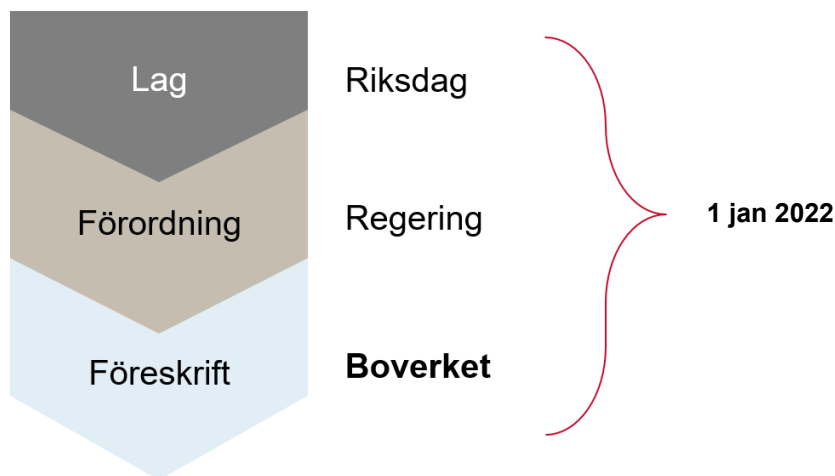 Lag
Riksdag
Förordning
Regering
1 jan 2022
Föreskrift
Boverket